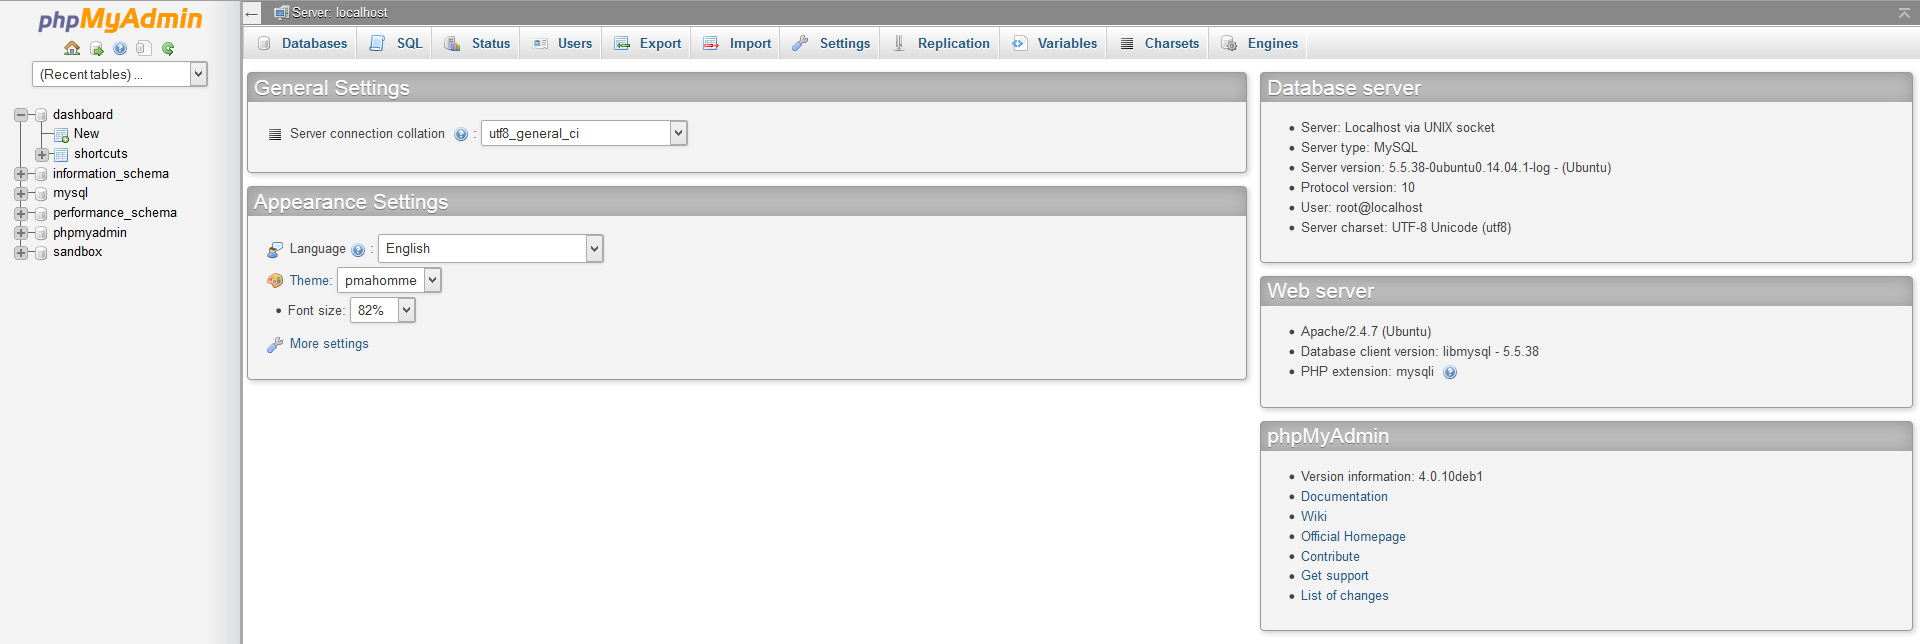 phpMyAdmin
(Recent tables) ...
dashboard
New
shortcuts
information_schema
mysql
performance_schema
phpmyadmin
sandbox
Server: localhost
Databases SQL Status Users Export Import Settings Replication Variables Charsets Engines
General Settings
Server connection collation : utf8_general_ci
Appearance Settings
Language : English
Theme: pmahomme
• Font size: 82%
More settings
Database server
• Server: Localhost via UNIX socket
• Server type: MySQL
• Server version: 5.5.38-0ubuntu0.14.04.1-log - (Ubuntu)
• Protocol version: 10
• User: root@localhost
• Server charset: UTF-8 Unicode (utf8)
Web server
• Apache/2.4.7 (Ubuntu)
• Database client version: libmysql - 5.5.38
• PHP extension: mysqli
phpMyAdmin
• Version information: 4.0.10deb1
• Documentation
• Wiki
• Official Homepage
• Contribute
• Get support
• List of changes